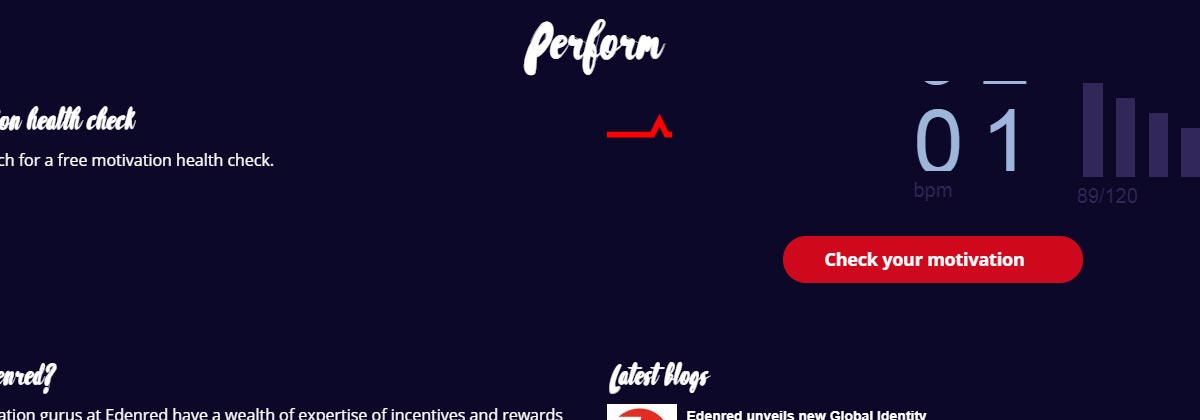 Perform
on health check
ch for a free motivation health check.
01
bpm
89/120
Check your motivation
enred?
ation gurus at Edenred have a wealth of expertise of incentives and rewards
Latest blogs
Edenred unveils new Global Identity